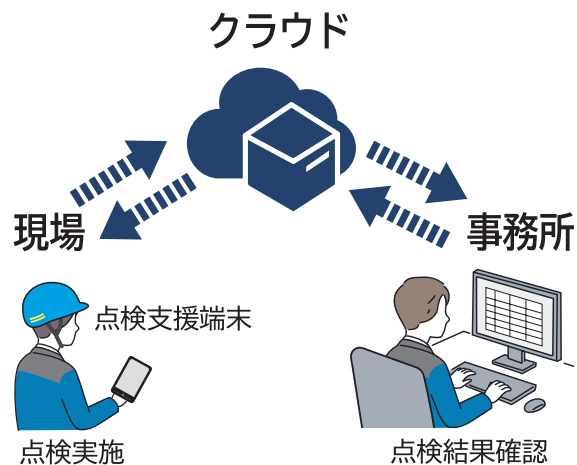 クラウド
現場
事務所
点検支援端末
点検実施
点検結果確認